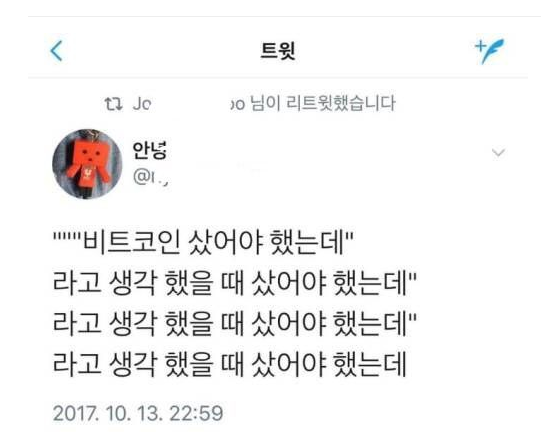 트윗
Jo
oo 님이 리트윗했습니다
안녕
@
"""비트코인 샀어야 했는데"
라고 생각 했을 때 샀어야 했는데"
라고 생각 했을 때 샀어야 했는데"
라고 생각 했을 때 샀어야 했는데
2017. 10. 13. 22:59